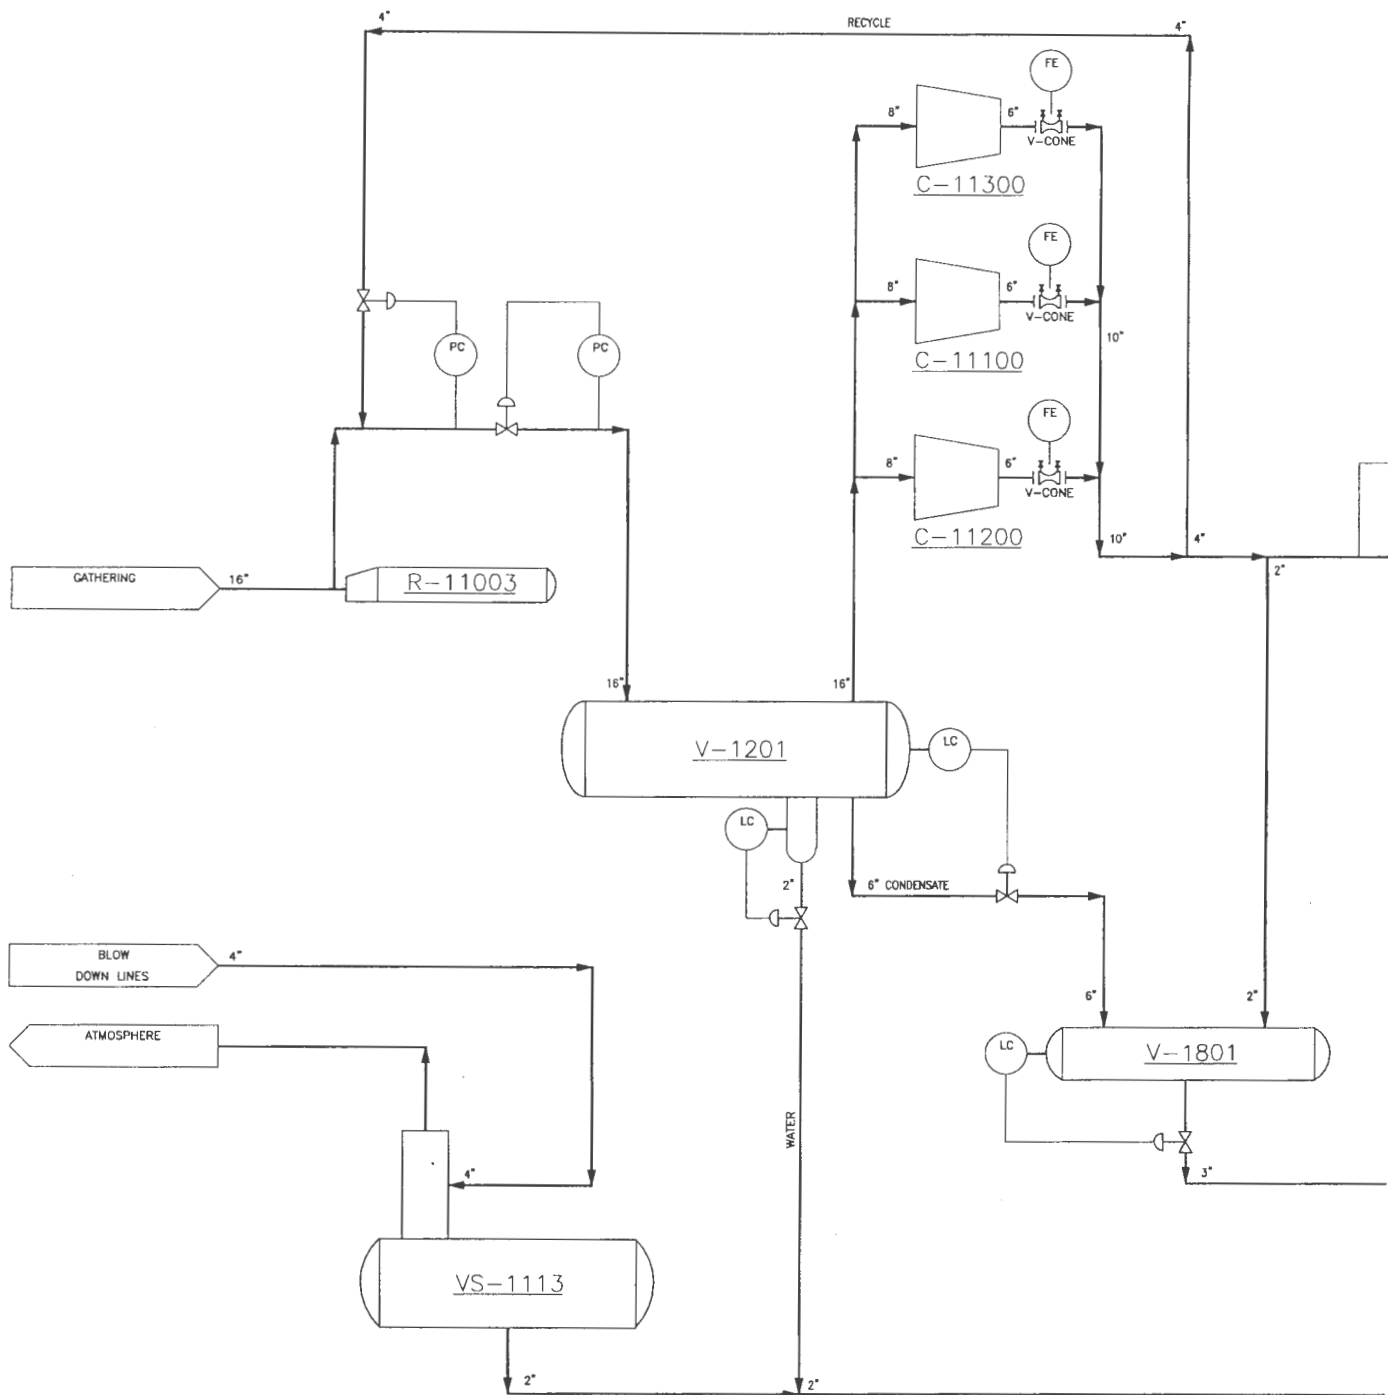 4"
RECYCLE
4"
FE
8"
6"
V-CONE
C-11300
FE
8"
6"
V-CONE
10"
C-11100
PC
PC
FE
8"
6"
V-CONE
C-11200
10"
4"
2"
GATHERING
16"
R-11003
16"
16"
V-1201
LC
LC
2"
6" CONDENSATE
BLOW
DOWN LINES
4"
6"
2"
ATMOSPHERE
LC
V-1801
WATER
4"
3"
VS-1113
2"
2"